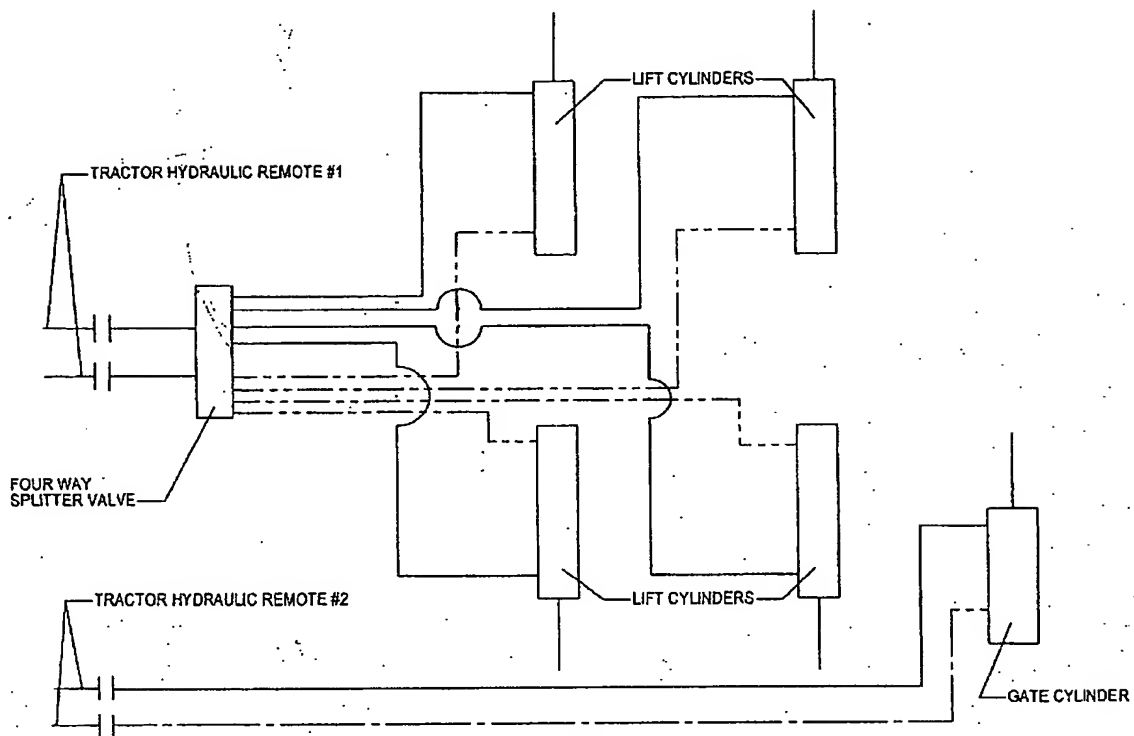 LIFT CYLINDERS
TRACTOR HYDRAULIC REMOTE #1
FOUR WAY
SPLITTER VALVE
TRACTOR HYDRAULIC REMOTE #2
LIFT CYLINDERS
GATE CYLINDER